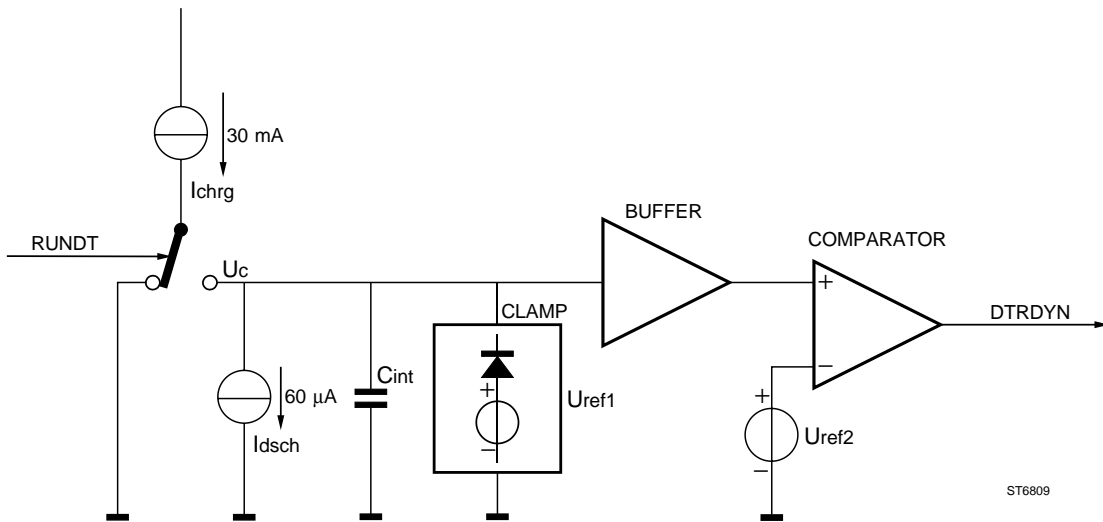 30 mA
Ichrg
RUNDT
Uc
BUFFER
COMPARATOR
CLAMP
+
DTRDYN
60 μA
Idsch
Cint
+
−
Uref1
−
+
−
Uref2
ST6809